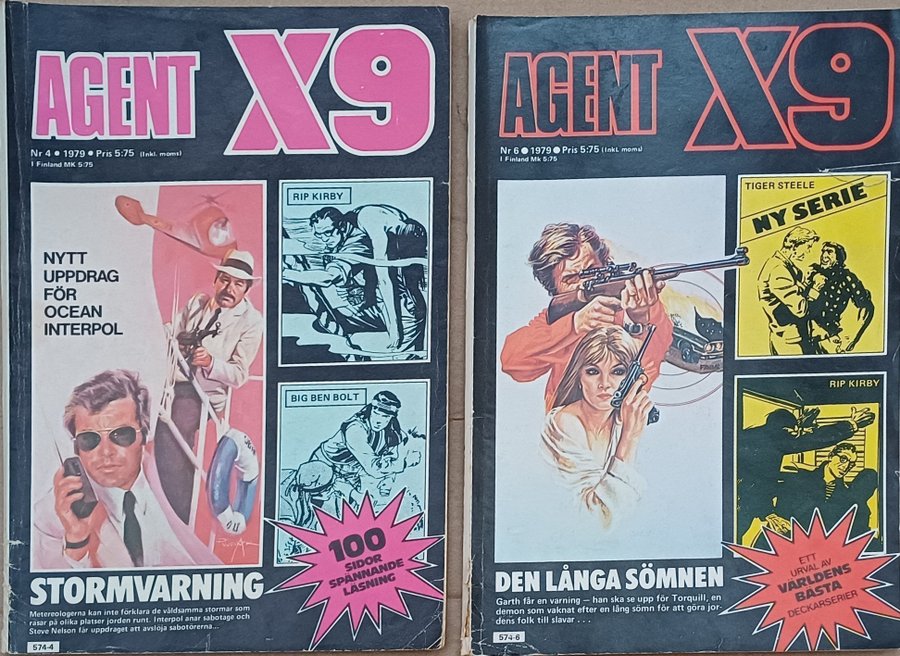 AGENT X9
Nr 4 ● 1979 ● Pris 5:75 (Inkl. moms)
I Finland MK 5:75
NYTT
UPPDRAG
FÖR
OCEAN
INTERPOL
RIP KIRBY
BIG BEN BOLT
100
SIDOR
SPÄNNANDE
LÄSNING
STORMVARNING
Metereologerna kan inte förklara de våldsamma stormar som
rasar på olika platser jorden runt. Interpol anar sabotage och
Steve Nelson får uppdraget att avslöja sabotörerna...
574-4
AGENT X9
Nr 6 ● 1979 ● Pris 5:75 (Inkl. moms)
I Finland MK 5:75
TIGER STEELE
NY SERIE
RIP KIRBY
ETT
URVAL AV
VÄRLDENS
BÄSTA
DECKARSERIER
DEN LÅNGA SÖMNEN
Garth får en varning – han ska se upp för Torquill, en
demon som vaknat efter en lång sömn för att göra jor-
dens folk till slavar . . .
574-6